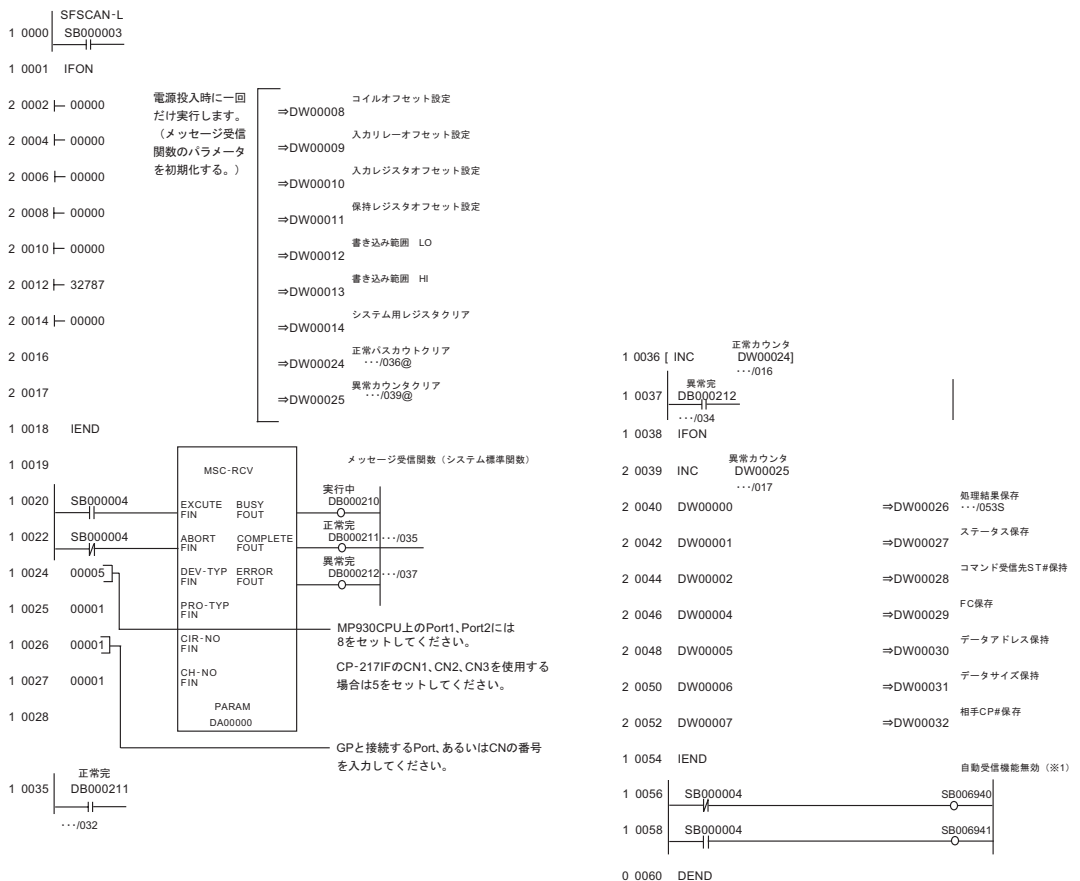 SFSCAN-L
1 0000 SB000003
1 0001 IFON
電源投入時に一回
だけ実行します。
（メッセージ受信
関数のパラメータ
を初期化する。）
2 0002 00000 ⇒DW00008 コイルオフセット設定
2 0004 00000 ⇒DW00009 入力リレーオフセット設定
2 0006 00000 ⇒DW00010 入力レジスタオフセット設定
2 0008 00000 ⇒DW00011 保持レジスタオフセット設定
2 0010 00000 ⇒DW00012 書き込み範囲 LO
2 0012 32787 ⇒DW00013 書き込み範囲 HI
2 0014 00000 ⇒DW00014 システム用レジスタクリア
2 0016 ⇒DW00024 正常パスカウトクリア
･･･/036@
2 0017 ⇒DW00025 異常カウンタクリア
･･･/039@
1 0018 IEND
1 0019 MSC-RCV メッセージ受信関数（システム標準関数）
実行中
1 0020 SB000004 EXCUTE BUSY DB000210
FIN FOUT
正常完
1 0022 SB000004 ABORT COMPLETE DB000211 ･･･/035
FIN FOUT
異常完
1 0024 00005 DEV-TYP ERROR DB000212 ･･･/037
FIN FOUT
1 0025 00001 PRO-TYP
FIN
1 0026 00001 CIR-NO
FIN
1 0027 00001 CH-NO
FIN
1 0028 PARAM
DA00000
MP930CPU上のPort1、Port2には
8をセットしてください。
CP-217IFのCN1、CN2、CN3を使用する
場合は5をセットしてください。
GPと接続するPort、あるいはCNの番号
を入力してください。
正常完
1 0035 DB000211
･･･/032
正常カウンタ
1 0036 [ INC DW00024]
･･･/016
異常完
1 0037 DB000212
･･･/034
1 0038 IFON
異常カウンタ
2 0039 INC DW00025
･･･/017
2 0040 DW00000 ⇒DW00026 処理結果保存
･･･/053S
2 0042 DW00001 ⇒DW00027 ステータス保存
2 0044 DW00002 ⇒DW00028 コマンド受信先ST#保持
2 0046 DW00004 ⇒DW00029 FC保存
2 0048 DW00005 ⇒DW00030 データアドレス保持
2 0050 DW00006 ⇒DW00031 データサイズ保持
2 0052 DW00007 ⇒DW00032 相手CP#保存
1 0054 IEND
自動受信機能無効（※1）
1 0056 SB000004 SB006940
1 0058 SB000004 SB006941
0 0060 DEND